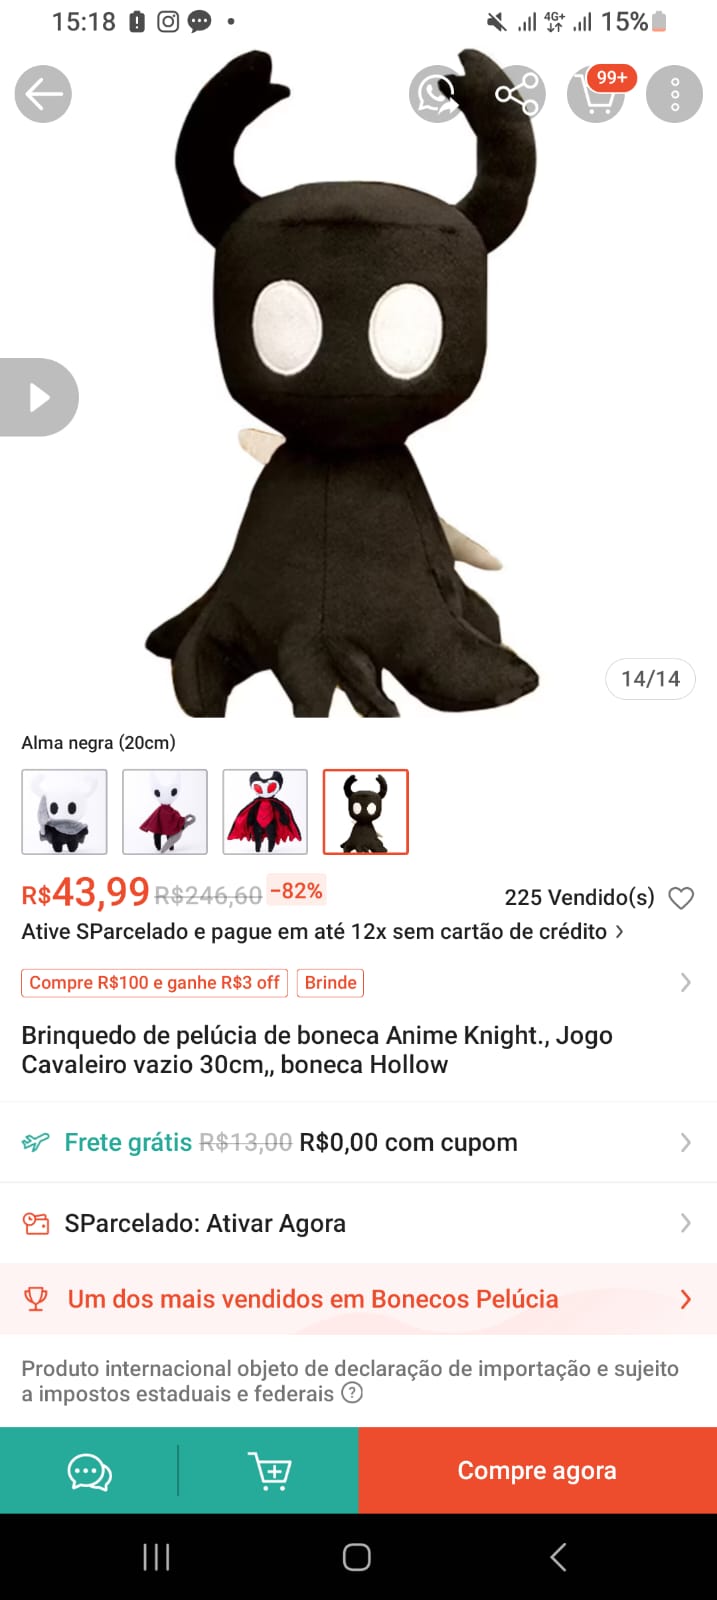 15:18
4G+
15%
99+
14/14
Alma negra (20cm)
R$43,99 R$246,60 -82%
225 Vendido(s)
Ative SParcelado e pague em até 12x sem cartão de crédito
Compre R$100 e ganhe R$3 off
Brinde
Brinquedo de pelúcia de boneca Anime Knight., Jogo
Cavaleiro vazio 30cm,, boneca Hollow
Frete grátis R$13,00 R$0,00 com cupom
SParcelado: Ativar Agora
Um dos mais vendidos em Bonecos Pelúcia
Produto internacional objeto de declaração de importação e sujeito
a impostos estaduais e federais ?
Compre agora